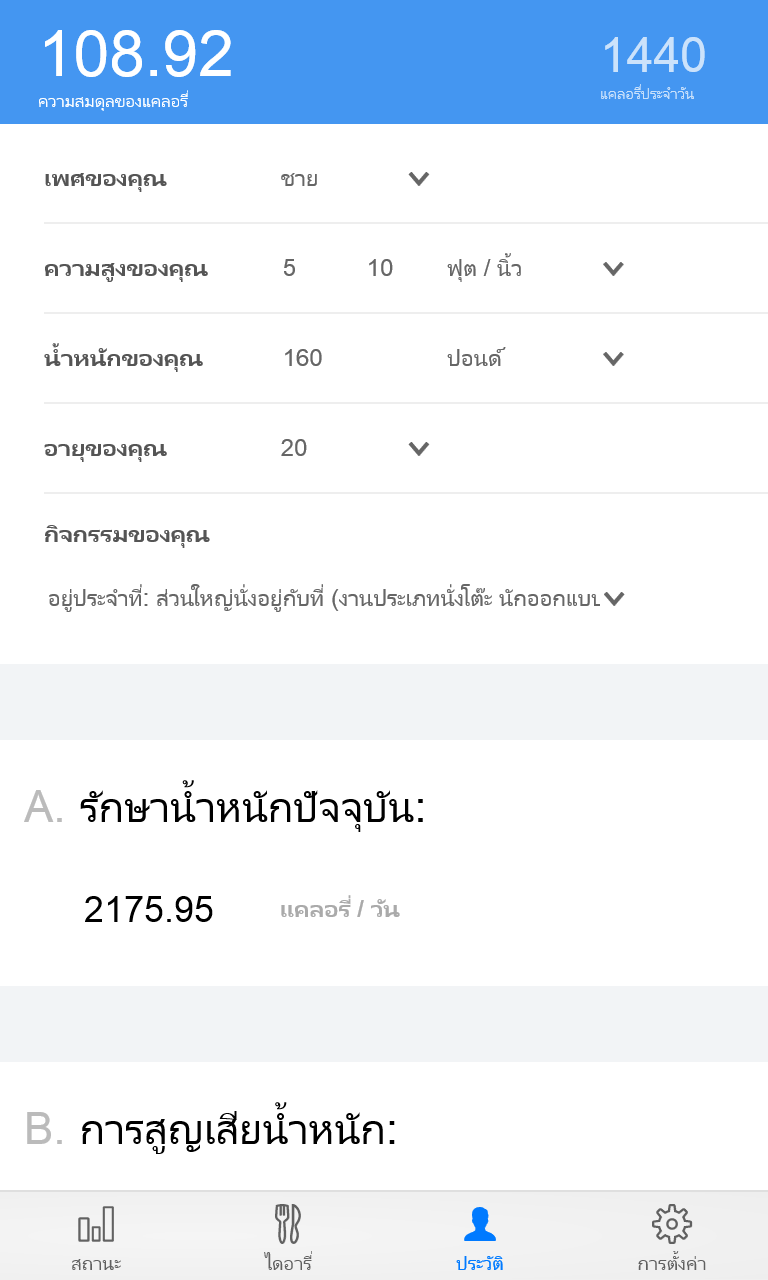 108.92 1440
ความสมดุลของแคลอรี่ แคลอรี่ประจำวัน
เพศของคุณ ชาย
ความสูงของคุณ 5 10 ฟุต / นิ้ว
น้ำหนักของคุณ 160 ปอนด์
อายุของคุณ 20
กิจกรรมของคุณ
อยู่ประจำที่: ส่วนใหญ่นั่งอยู่กับที่ (งานประเภทนั่งโต๊ะ นักออกแบบ
A. รักษาน้ำหนักปัจจุบัน:
2175.95 แคลอรี่ / วัน
B. การสูญเสียน้ำหนัก:
สถานะ ไดอารี่ ประวัติ การตั้งค่า